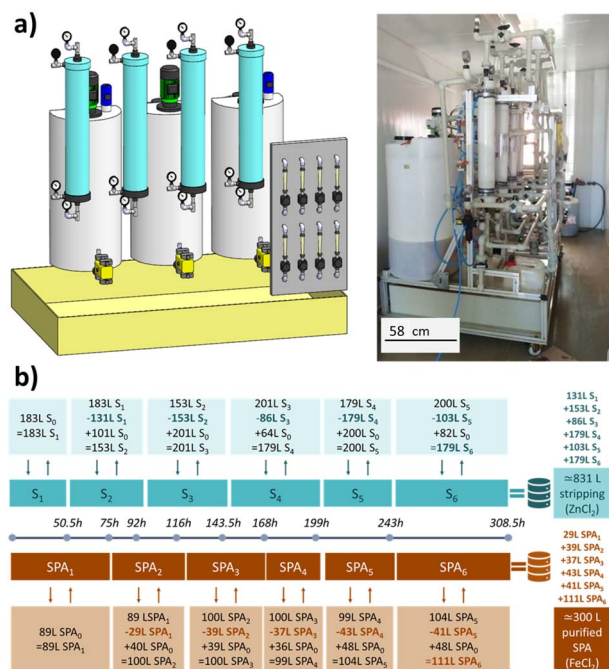 a)
58 cm
b)
183L S₀
=183L S₁
183L S₁
-131L S₁
+101L S₀
=153L S₂
153L S₂
-153L S₂
+201L S₀
=201L S₃
201L S₃
-86L S₃
+64L S₀
=179L S₄
179L S₄
-179L S₄
+200L S₀
=200L S₅
200L S₅
-103L S₅
+82L S₀
=179L S₆
131L S₁
+153L S₂
+86L S₃
+179L S₄
+103L S₅
+179L S₆
S₁
S₂
S₃
S₄
S₅
S₆
≃831 L
stripping
(ZnCl₂)
50.5h
75h
92h
116h
143.5h
168h
199h
243h
308.5h
SPA₁
SPA₂
SPA₃
SPA₄
SPA₅
SPA₆
29L SPA₁
+39L SPA₂
+37L SPA₃
+43L SPA₄
+41L SPA₅
+111L SPA₆
89L SPA₀
=89L SPA₁
89 LSPA₁
-29L SPA₁
+40L SPA₀
=100L SPA₂
100L SPA₂
-39L SPA₂
+39L SPA₀
=100L SPA₃
100L SPA₃
-37L SPA₃
+36L SPA₀
=99L SPA₄
99L SPA₄
-43L SPA₄
+48L SPA₀
=104L SPA₅
104L SPA₅
-41L SPA₅
+48L SPA₀
=111L SPA₆
≃300 L
purified
SPA
(FeCl₂)